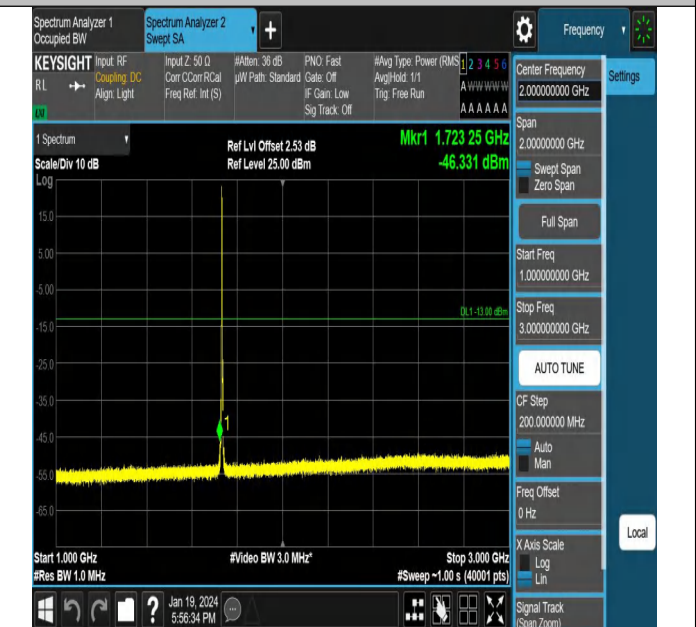 Spectrum Analyzer 1
Occupied BW
Spectrum Analyzer 2
Swept SA
Frequency
KEYSIGHT
RL
Input: RF
Coupling: DC
Align: Light
Input Z: 50 Ω
Corr CCorr RCal
Freq Ref: Int (S)
#Atten: 36 dB
µW Path: Standard
PNO: Fast
Gate: Off
IF Gain: Low
Sig Track: Off
#Avg Type: Power (RMS
Avg|Hold: 1/1
Trig: Free Run
1 2 3 4 5 6
A W W W W W
A A A A A A
1 Spectrum
Scale/Div 10 dB
Log
Ref Lvl Offset 2.53 dB
Ref Level 25.00 dBm
Mkr1 1.723 25 GHz
-46.331 dBm
15.0
5.00
-5.00
-15.0
-25.0
-35.0
-45.0
-55.0
-65.0
DL1 -13.00 dBm
1
Start 1.000 GHz
#Res BW 1.0 MHz
#Video BW 3.0 MHz*
Stop 3.000 GHz
#Sweep ~1.00 s (40001 pts)
Jan 19, 2024
5:56:34 PM
Center Frequency
2.000000000 GHz
Settings
Span
2.00000000 GHz
Swept Span
Zero Span
Full Span
Start Freq
1.000000000 GHz
Stop Freq
3.000000000 GHz
AUTO TUNE
CF Step
200.000000 MHz
Auto
Man
Freq Offset
0 Hz
X Axis Scale
Log
Lin
Local
Signal Track
(Span Zoom)